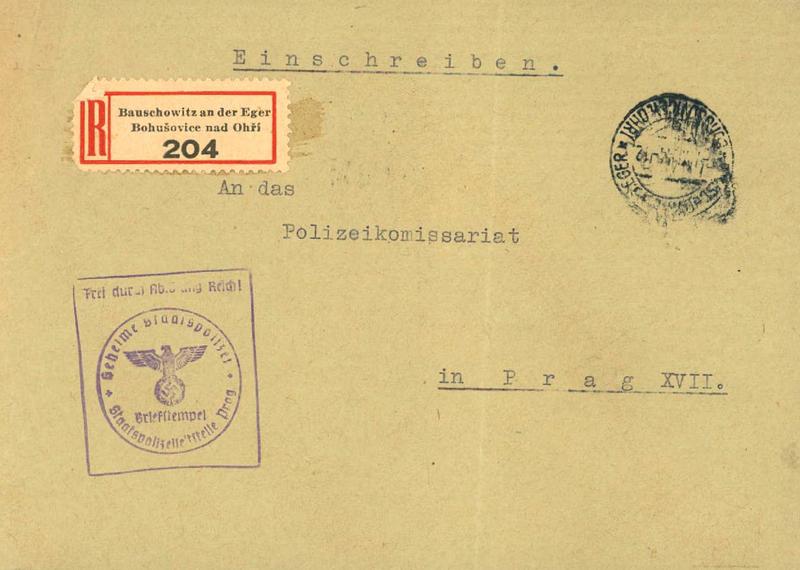 Einschreiben.
R
Bauschowitz an der Eger
Bohušovice nad Ohří
204
An das
Polizeikomissariat
EGER
in Prag XVII.
Frei durch Reich!
Geheime Staatspolizei
Briefstempel
Staatspolizeileitstelle Prag